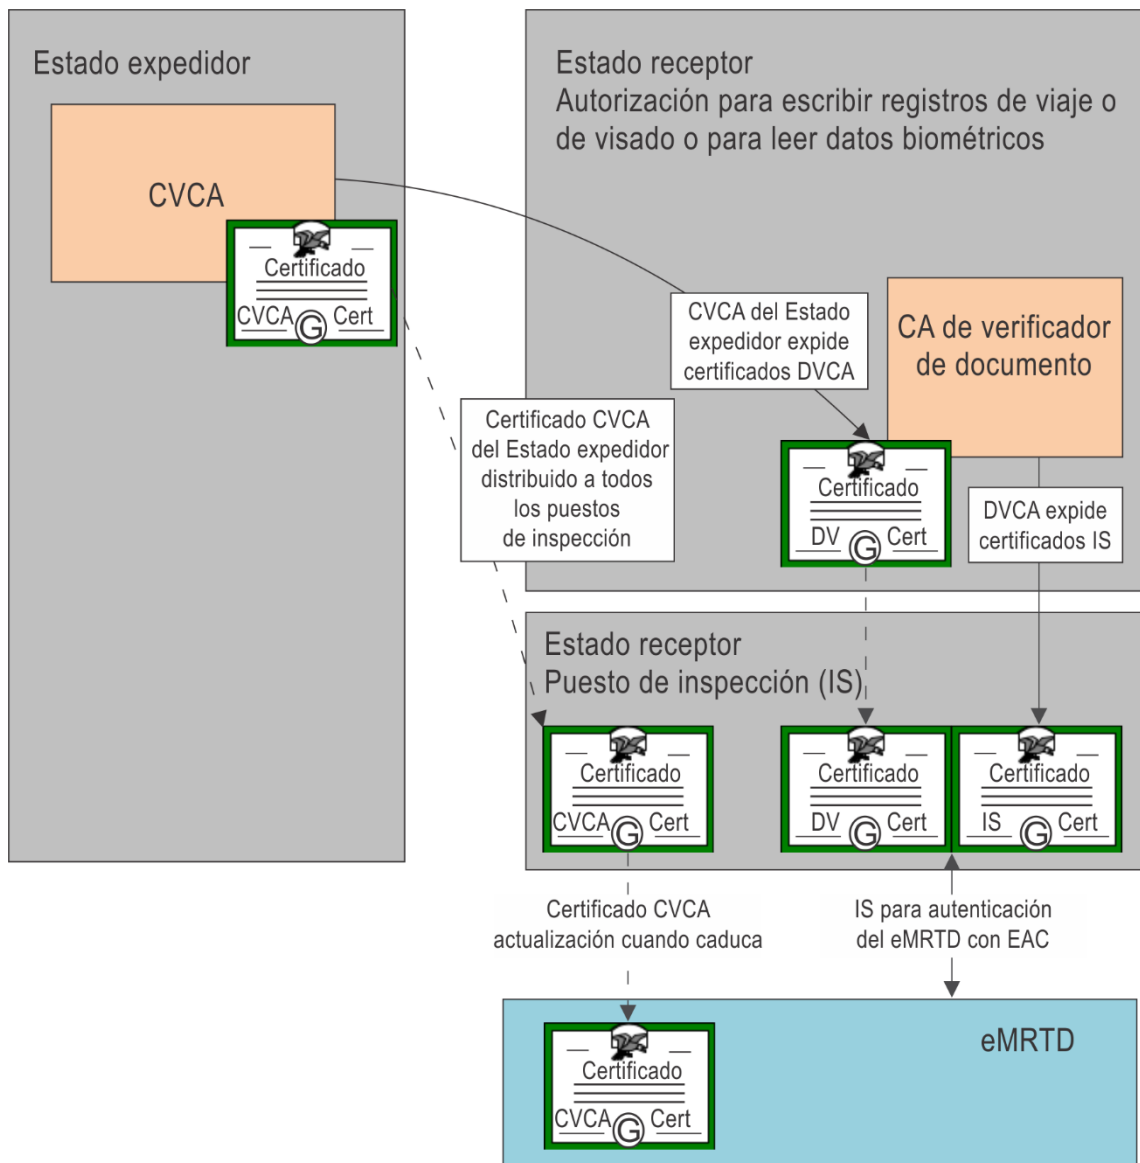 Estado expedidor
CVCA
Certificado
CVCA G Cert
Estado receptor
Autorización para escribir registros de viaje o
de visado o para leer datos biométricos
CVCA del Estado
expedidor expide
certificados DVCA
CA de verificador
de documento
Certificado CVCA
del Estado expedidor
distribuido a todos
los puestos
de inspección
Certificado
DV G Cert
DVCA expide
certificados IS
Estado receptor
Puesto de inspección (IS)
Certificado
CVCA G Cert
Certificado
DV G Cert
Certificado
IS G Cert
Certificado CVCA
actualización cuando caduca
IS para autenticación
del eMRTD con EAC
eMRTD
Certificado
CVCA G Cert